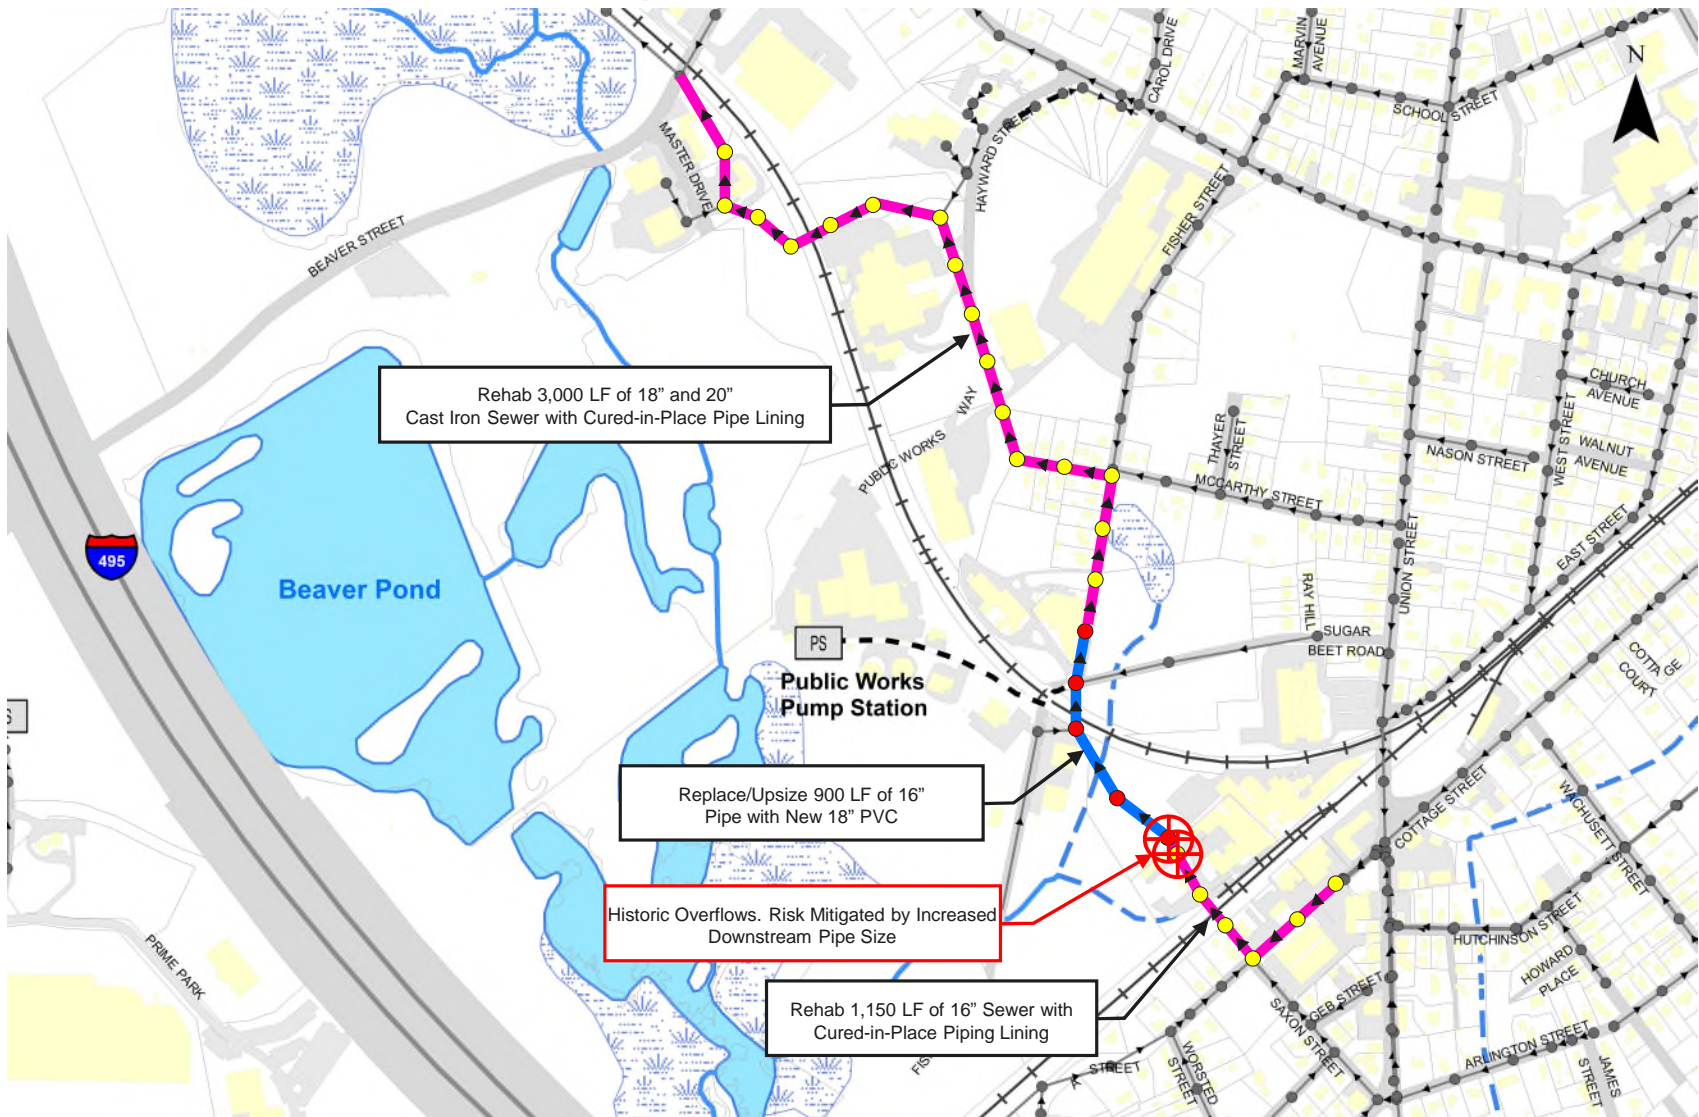 N
MARVIN
AVENUE
CAROL DRIVE
SCHOOL STREET
MASTER DRIVE
HAYWARD STREET
FISHER STREET
BEAVER STREET
Rehab 3,000 LF of 18” and 20”
Cast Iron Sewer with Cured-in-Place Pipe Lining
CHURCH
AVENUE
THAYER
STREET
WEST STREET
WALNUT
AVENUE
NASON STREET
PUBLIC WORKS WAY
MCCARTHY STREET
UNION STREET
EAST STREET
495
Beaver Pond
RAY HILL
SUGAR
BEET ROAD
COTTAGE
COURT
PS
Public Works
Pump Station
Replace/Upsize 900 LF of 16”
Pipe with New 18” PVC
COTTAGE STREET
WACHUSETT STREET
Historic Overflows. Risk Mitigated by Increased
Downstream Pipe Size
HUTCHINSON STREET
HOWARD
PLACE
PRIME PARK
Rehab 1,150 LF of 16” Sewer with
Cured-in-Place Piping Lining
SAXON STREET
GEB STREET
ARLINGTON STREET
JAMES
STREET
WORSTED
STREET
STREET
FIS